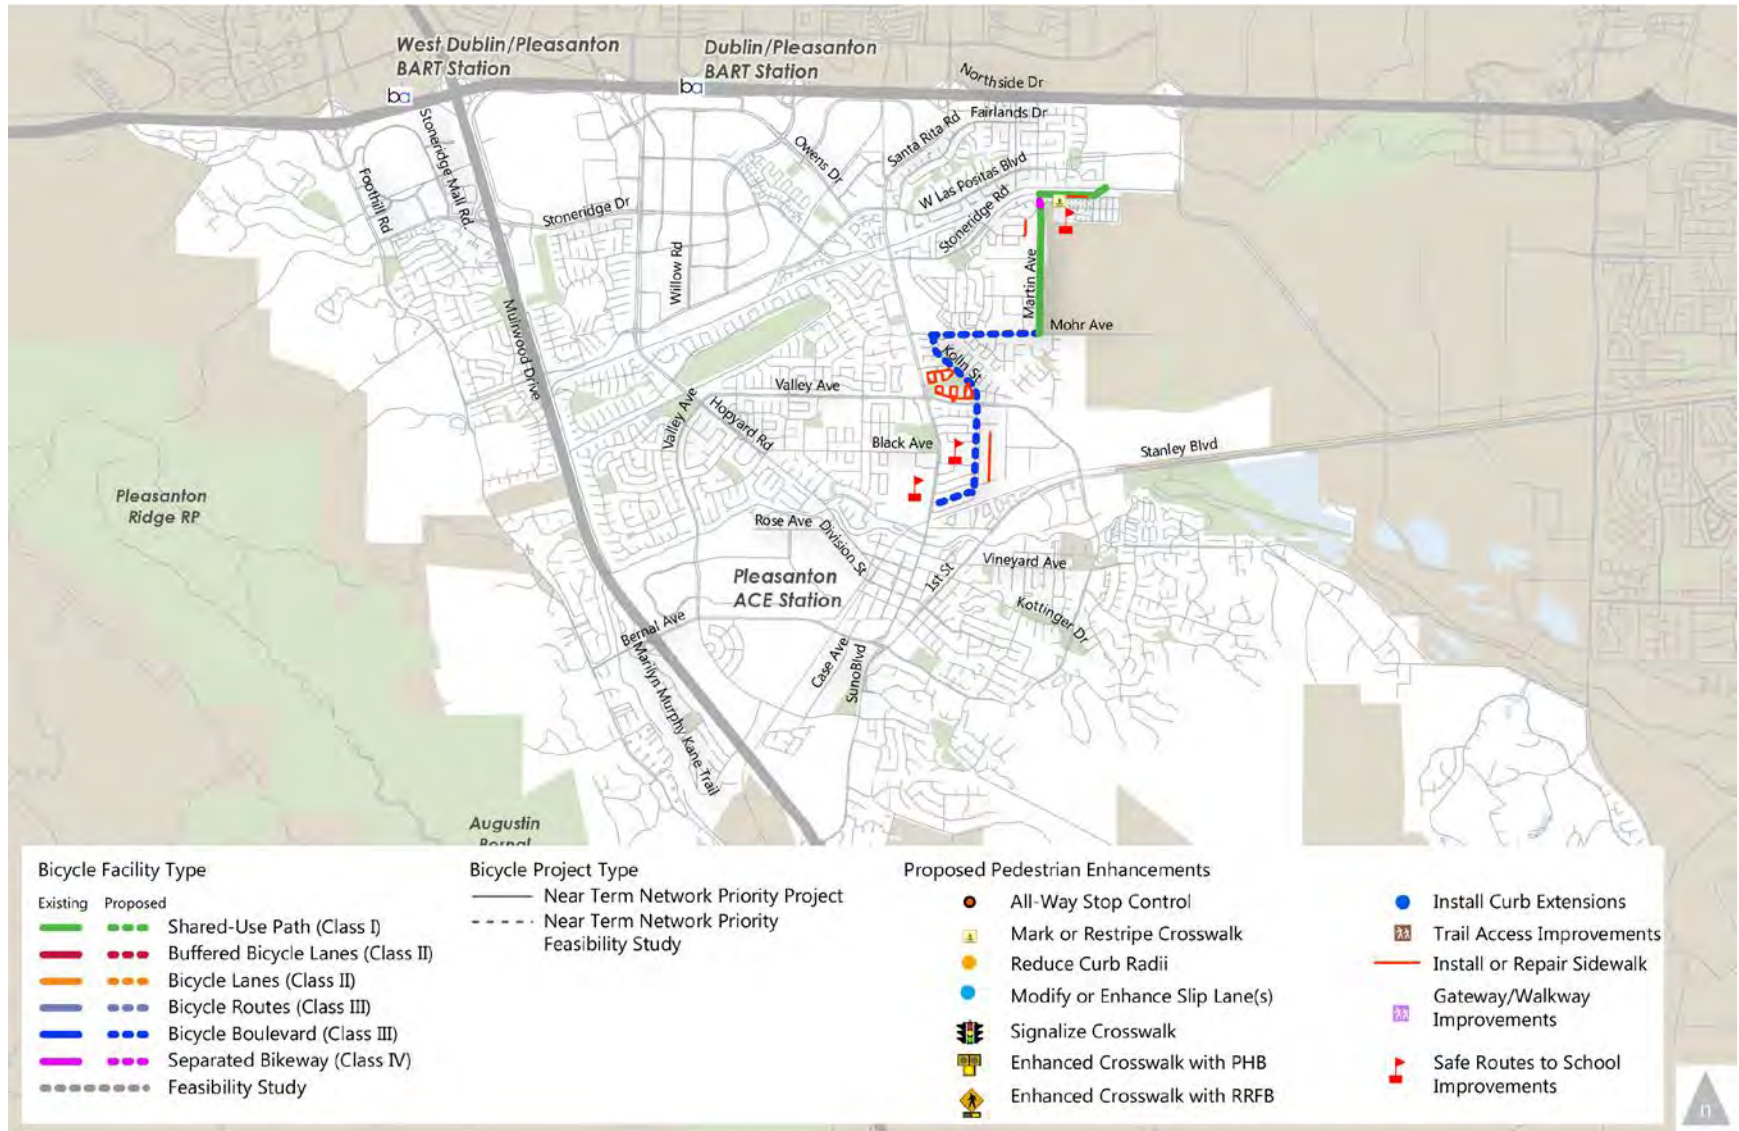 West Dublin/Pleasanton
BART Station
Dublin/Pleasanton
BART Station
ba
ba
Northside Dr
Fairlands Dr
Santa Rita Rd
Owens Dr
W Las Positas Blvd
Stoneridge Rd
Stoneridge Mall Rd.
Foothill Rd
Stoneridge Dr
Willow Rd
Martin Ave
Mohr Ave
Muirwood Drive
Kolln St
Valley Ave
Valley Ave
Hopyard Rd
Black Ave
Stanley Blvd
Pleasanton
Ridge RP
Rose Ave
Division St
Vineyard Ave
1st St
Pleasanton
ACE Station
Kottinger Dr
Bernal Ave
Case Ave
SunoBlvd
Marilyn Murphy Kane Trail
Augustin
Bernal
Bicycle Facility Type
Existing Proposed
Shared-Use Path (Class I)
Buffered Bicycle Lanes (Class II)
Bicycle Lanes (Class II)
Bicycle Routes (Class III)
Bicycle Boulevard (Class III)
Separated Bikeway (Class IV)
Feasibility Study
Bicycle Project Type
Near Term Network Priority Project
Near Term Network Priority
Feasibility Study
Proposed Pedestrian Enhancements
All-Way Stop Control
Mark or Restripe Crosswalk
Reduce Curb Radii
Modify or Enhance Slip Lane(s)
Signalize Crosswalk
Enhanced Crosswalk with PHB
Enhanced Crosswalk with RRFB
Install Curb Extensions
Trail Access Improvements
Install or Repair Sidewalk
Gateway/Walkway
Improvements
Safe Routes to School
Improvements
n